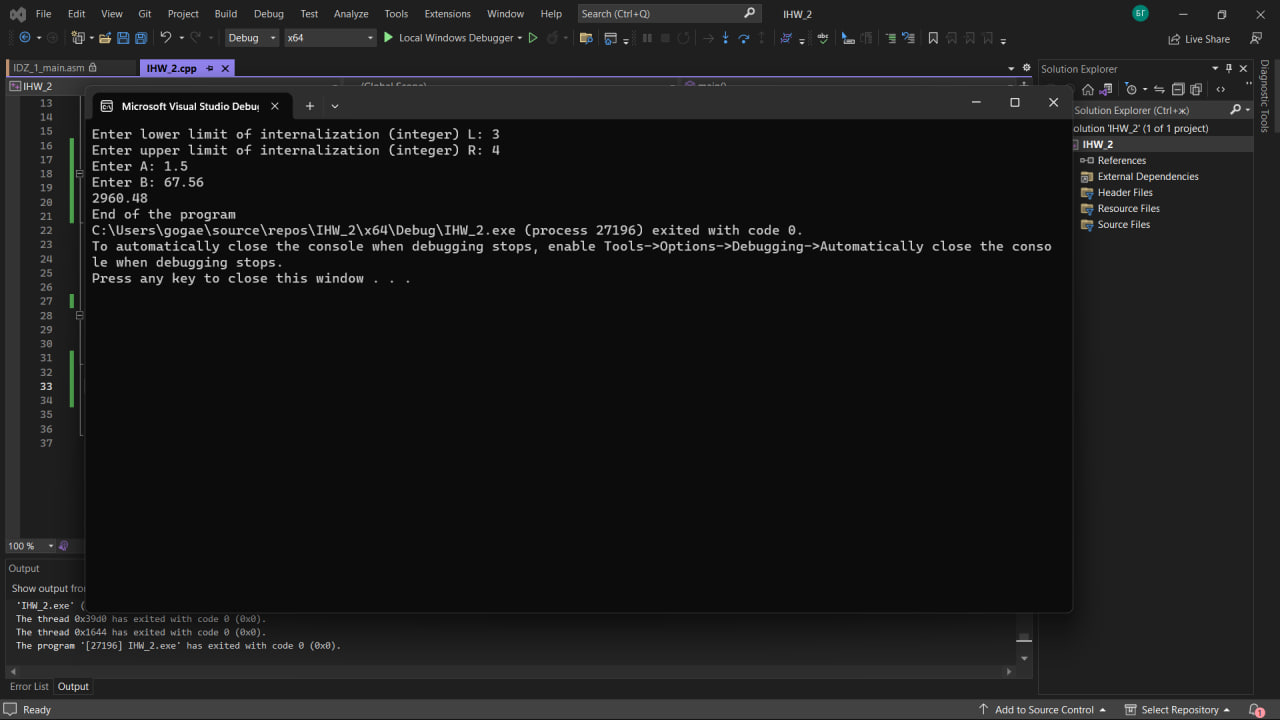 File Edit View Git Project Build Debug Test Analyze Tools Extensions Window Help Search (Ctrl+Q) IHW_2 БГ
Debug x64 Local Windows Debugger Live Share
IDZ_1_main.asm IHW_2.cpp
IHW_2 (Global Scope) main()
Microsoft Visual Studio Debug
Enter lower limit of internalization (integer) L: 3
Enter upper limit of internalization (integer) R: 4
Enter A: 1.5
Enter B: 67.56
2960.48
End of the program
C:\Users\gogae\source\repos\IHW_2\x64\Debug\IHW_2.exe (process 27196) exited with code 0.
To automatically close the console when debugging stops, enable Tools->Options->Debugging->Automatically close the conso
le when debugging stops.
Press any key to close this window . . .
13
14
15
16
17
18
19
20
21
22
23
24
25
26
27
28
29
30
31
32
33
34
35
36
37
100 %
Solution Explorer
Solution Explorer (Ctrl+ж)
olution 'IHW_2' (1 of 1 project)
IHW_2
References
External Dependencies
Header Files
Resource Files
Source Files
Diagnostic Tools
Output
Show output from
'IHW_2.exe' (
The thread 0x39d0 has exited with code 0 (0x0).
The thread 0x1644 has exited with code 0 (0x0).
The program '[27196] IHW_2.exe' has exited with code 0 (0x0).
Error List Output
Ready Add to Source Control Select Repository 1